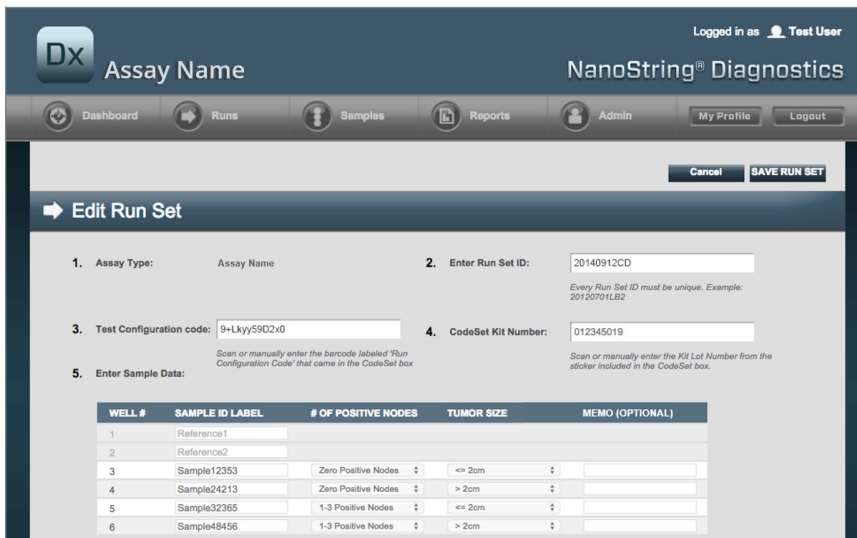 Logged in as Test User
Dx Assay Name
NanoString® Diagnostics
Dashboard Runs Samples Reports Admin My Profile Logout
Cancel SAVE RUN SET
Edit Run Set
1. Assay Type: Assay Name
2. Enter Run Set ID: 20140912CD
Every Run Set ID must be unique. Example:
20120701LB2
3. Test Configuration code: 9+Lkyy59D2x0
Scan or manually enter the barcode labeled 'Run
Configuration Code' that came in the CodeSet box
4. CodeSet Kit Number: 012345019
Scan or manually enter the Kit Lot Number from the
sticker included in the CodeSet box.
5. Enter Sample Data:
WELL # SAMPLE ID LABEL # OF POSITIVE NODES TUMOR SIZE MEMO (OPTIONAL)
1 Reference1
2 Reference2
3 Sample12353 Zero Positive Nodes <= 2cm
4 Sample24213 Zero Positive Nodes > 2cm
5 Sample32365 1-3 Positive Nodes <= 2cm
6 Sample48456 1-3 Positive Nodes > 2cm